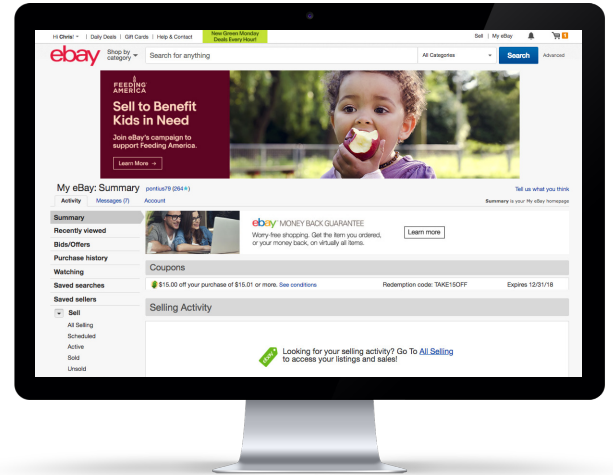 Hi Chris! | Daily Deals | Gift Cards | Help & Contact
New Green Monday
Deals Every Hour!
Sell | My eBay
1
ebay
Shop by
category
Search for anything
All Categories
Search
Advanced
FEEDING
AMERICA
Sell to Benefit
Kids in Need
Join eBay's campaign to
support Feeding America.
Learn More →
My eBay: Summary pontius79 (264)
Tell us what you think
Activity Messages (7) Account
Summary is your My eBay homepage
Summary
Recently viewed
Bids/Offers
Purchase history
Watching
Saved searches
Saved sellers
Sell
All Selling
Scheduled
Active
Sold
Unsold
ebay MONEY BACK GUARANTEE
Worry-free shopping. Get the item you ordered,
or your money back, on virtually all items.
Learn more
Coupons
$15.00 off your purchase of $15.01 or more. See conditions Redemption code: TAKE15OFF Expires 12/31/18
Selling Activity
ebay
Looking for your selling activity? Go To All Selling
to access your listings and sales!